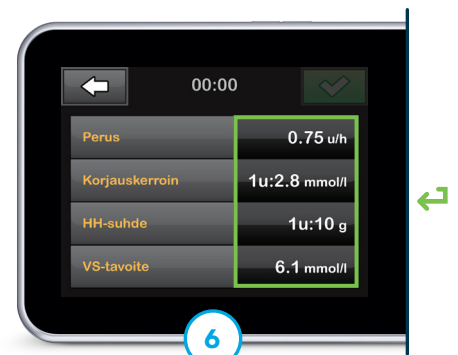 00:00
Perus 0.75 u/h
Korjauskerroin 1u:2.8 mmol/l
HH-suhde 1u:10 g
VS-tavoite 6.1 mmol/l
6